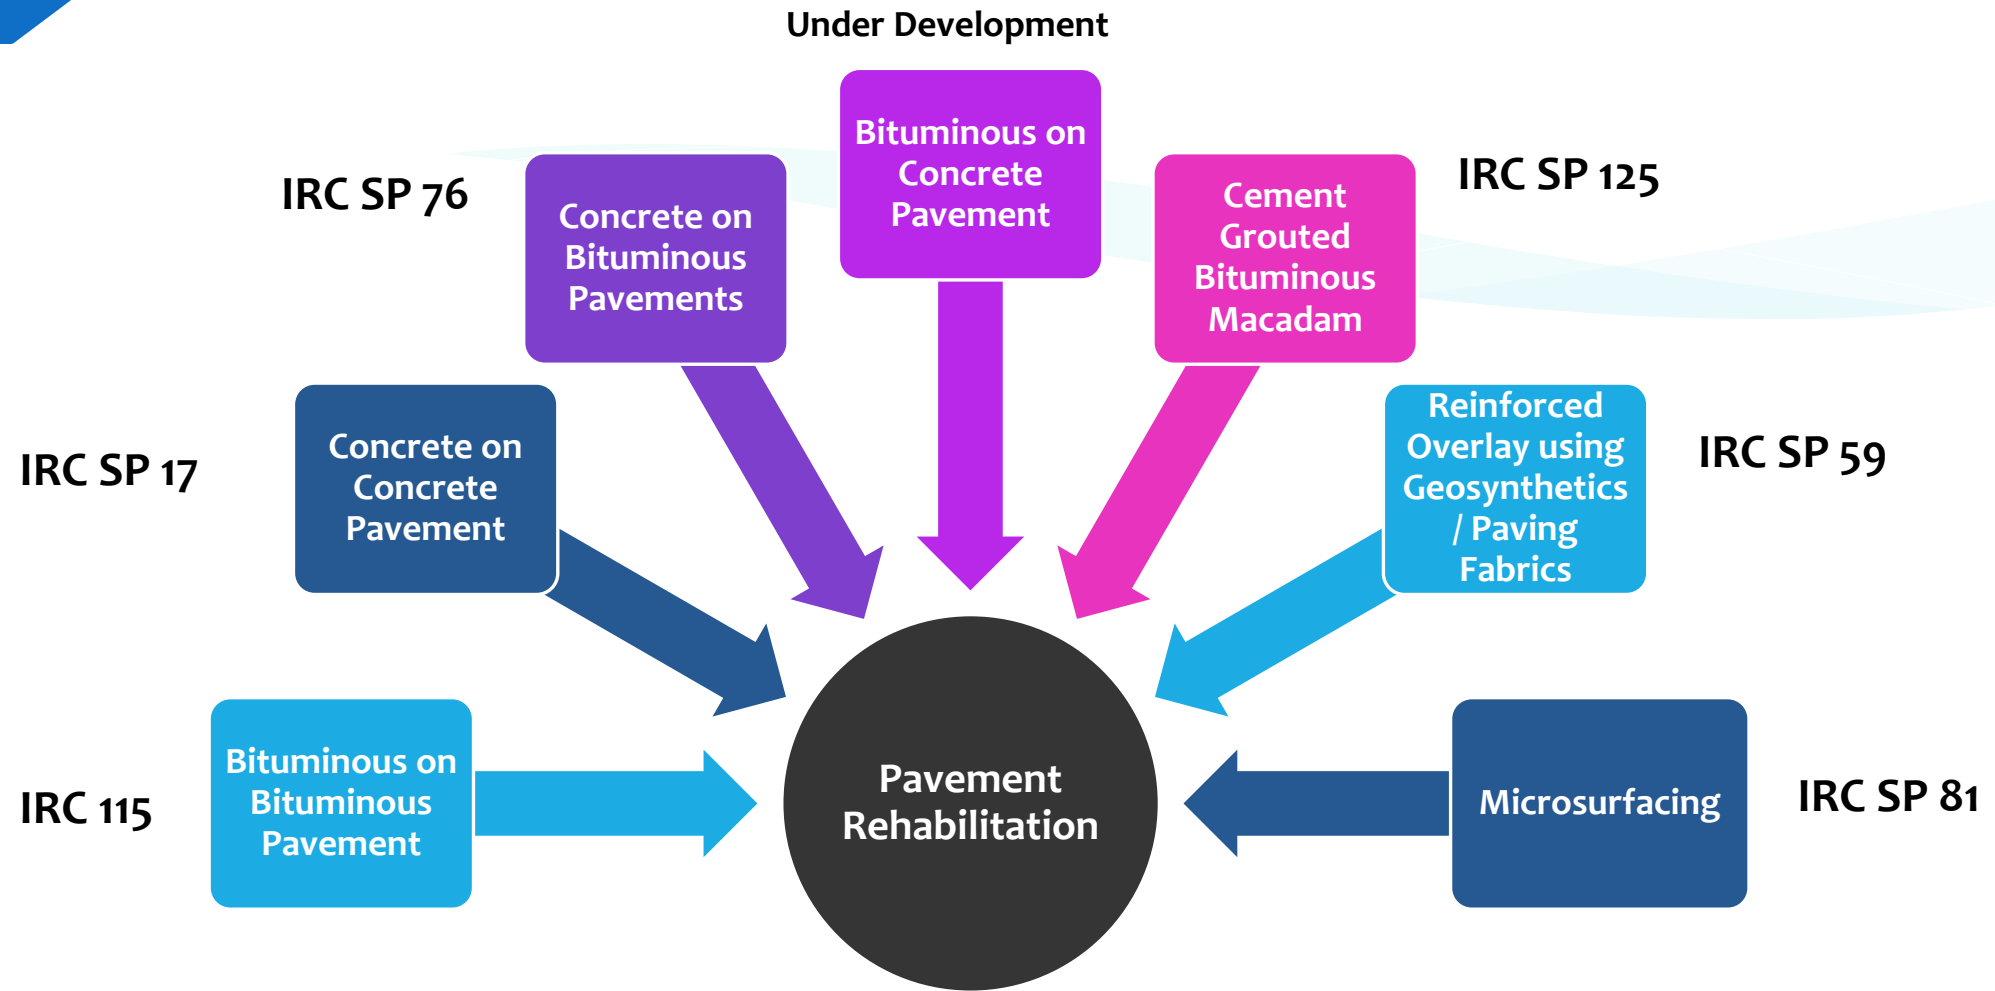 Under Development
Bituminous on
Concrete
Pavement
IRC SP 76
Concrete on
Bituminous
Pavements
Cement
Grouted
Bituminous
Macadam
IRC SP 125
IRC SP 17
Concrete on
Concrete
Pavement
Reinforced
Overlay using
Geosynthetics
/ Paving
Fabrics
IRC SP 59
IRC 115
Bituminous on
Bituminous
Pavement
Pavement
Rehabilitation
Microsurfacing
IRC SP 81